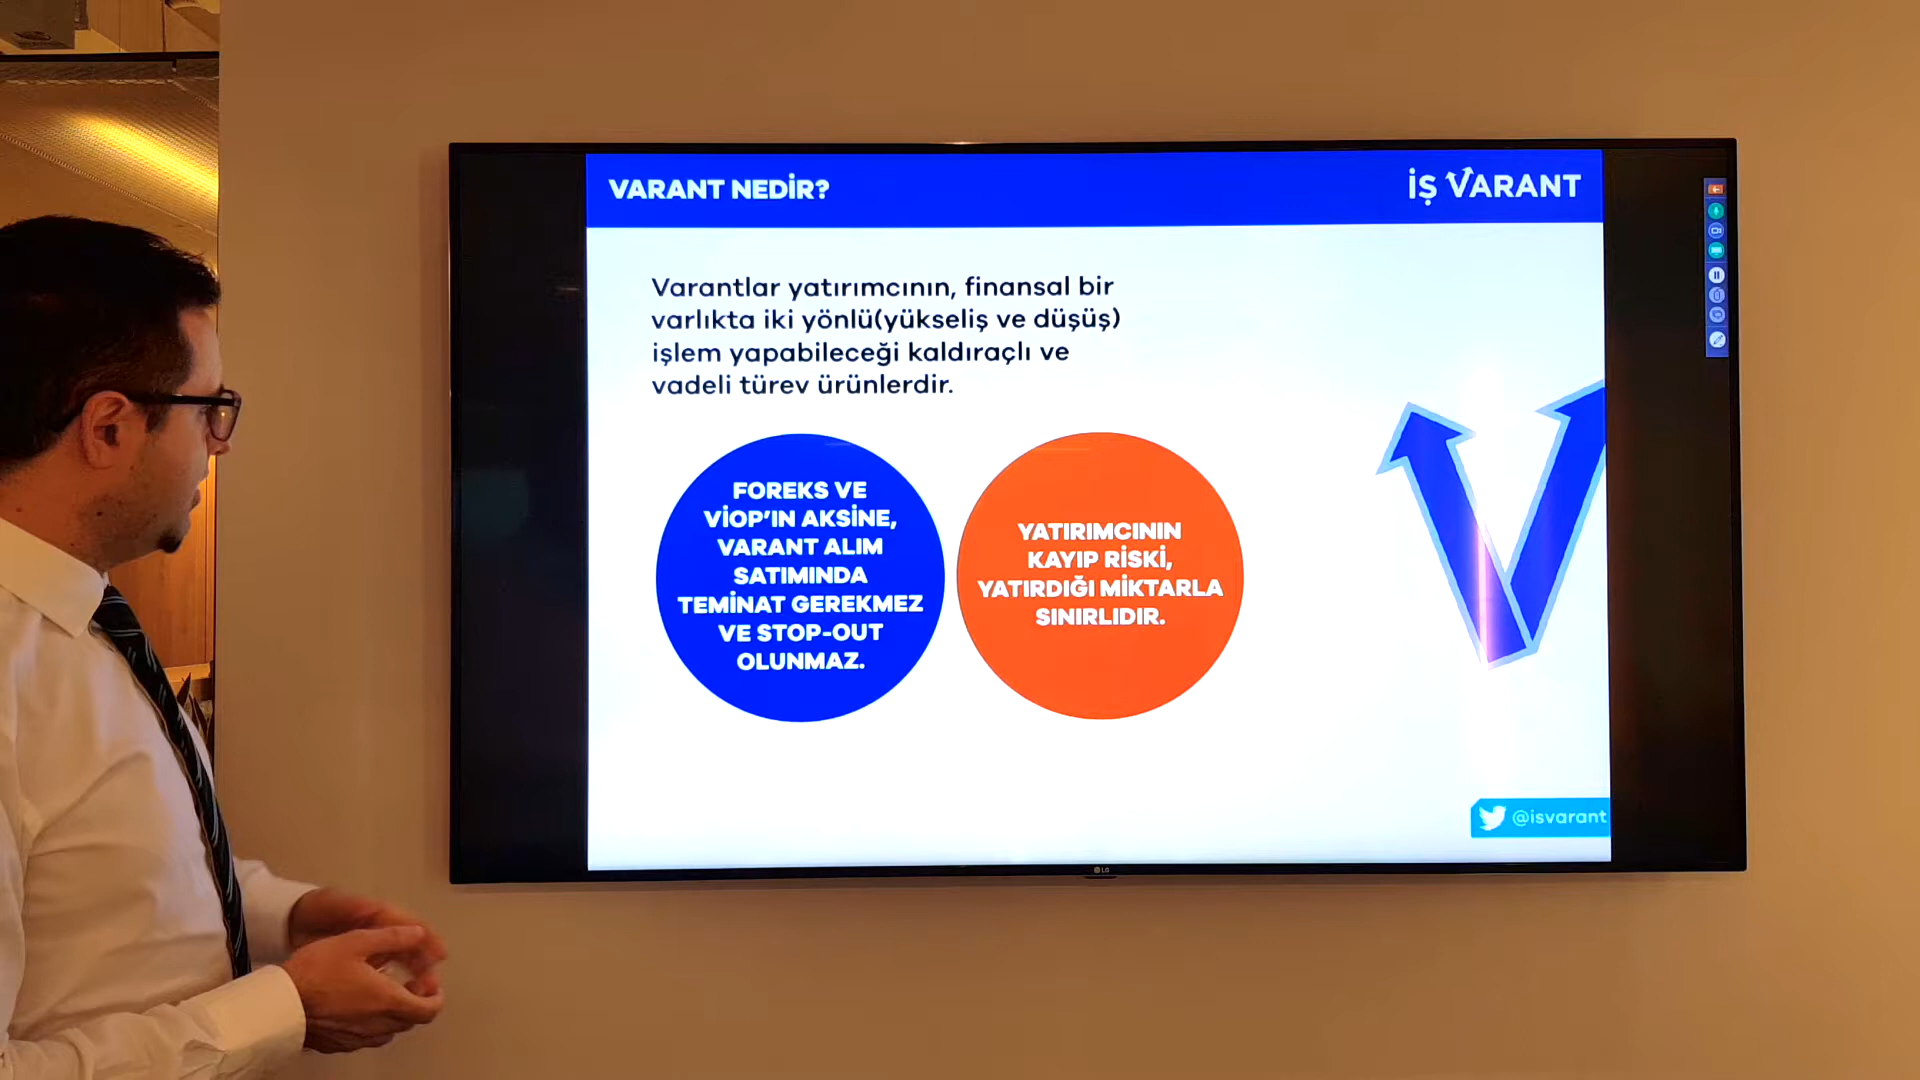 VARANT NEDİR?
İŞ VARANT
Varantlar yatırımcının, finansal bir
varlıkta iki yönlü(yükseliş ve düşüş)
işlem yapabileceği kaldıraçlı ve
vadeli türev ürünlerdir.
FOREKS VE
VİOP’IN AKSİNE,
VARANT ALIM
SATIMINDA
TEMİNAT GEREKMEZ
VE STOP-OUT
OLUNMAZ.
YATIRIMCININ
KAYIP RİSKİ,
YATIRDIĞI MİKTARLA
SINIRLIDIR.
@isvarant
LG